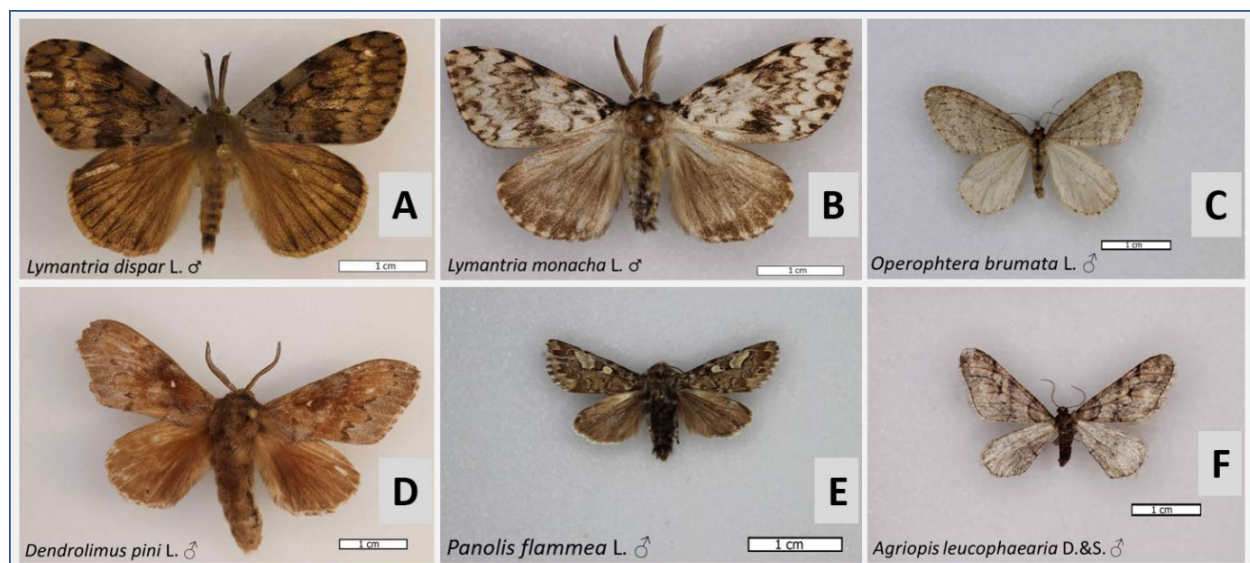 A
1 cm
Lymantria dispar L. ♂
B
1 cm
Lymantria monacha L. ♂
C
1 cm
Operophtera brumata L. ♂
D
1 cm
Dendrolimus pini L. ♂
E
1 cm
Panolis flammea L. ♂
F
1 cm
Agriopis leucophaearia D.&S. ♂